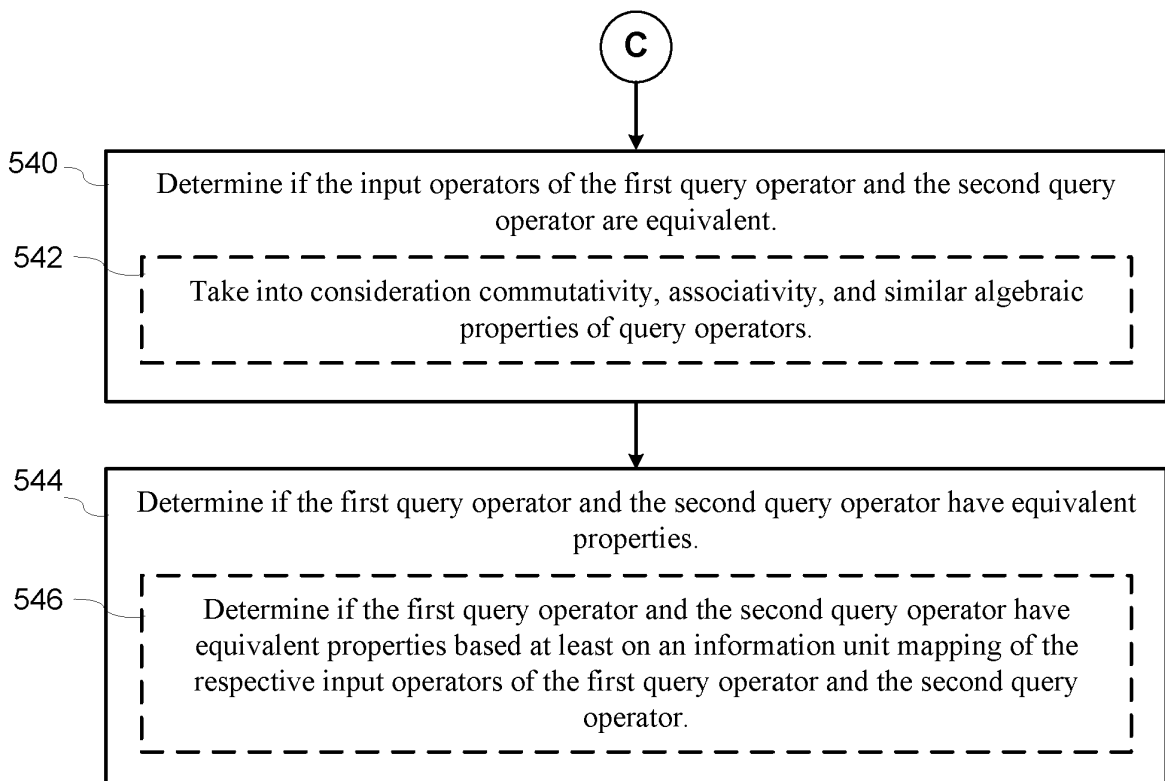 C
540
Determine if the input operators of the first query operator and the second query
operator are equivalent.
542
Take into consideration commutativity, associativity, and similar algebraic
properties of query operators.
544
Determine if the first query operator and the second query operator have equivalent
properties.
546
Determine if the first query operator and the second query operator have
equivalent properties based at least on an information unit mapping of the
respective input operators of the first query operator and the second query
operator.